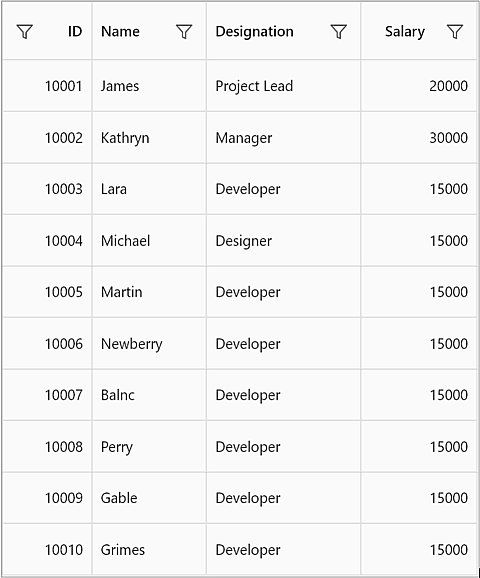 ID Name Designation Salary
10001 James Project Lead 20000
10002 Kathryn Manager 30000
10003 Lara Developer 15000
10004 Michael Designer 15000
10005 Martin Developer 15000
10006 Newberry Developer 15000
10007 Balnc Developer 15000
10008 Perry Developer 15000
10009 Gable Developer 15000
10010 Grimes Developer 15000